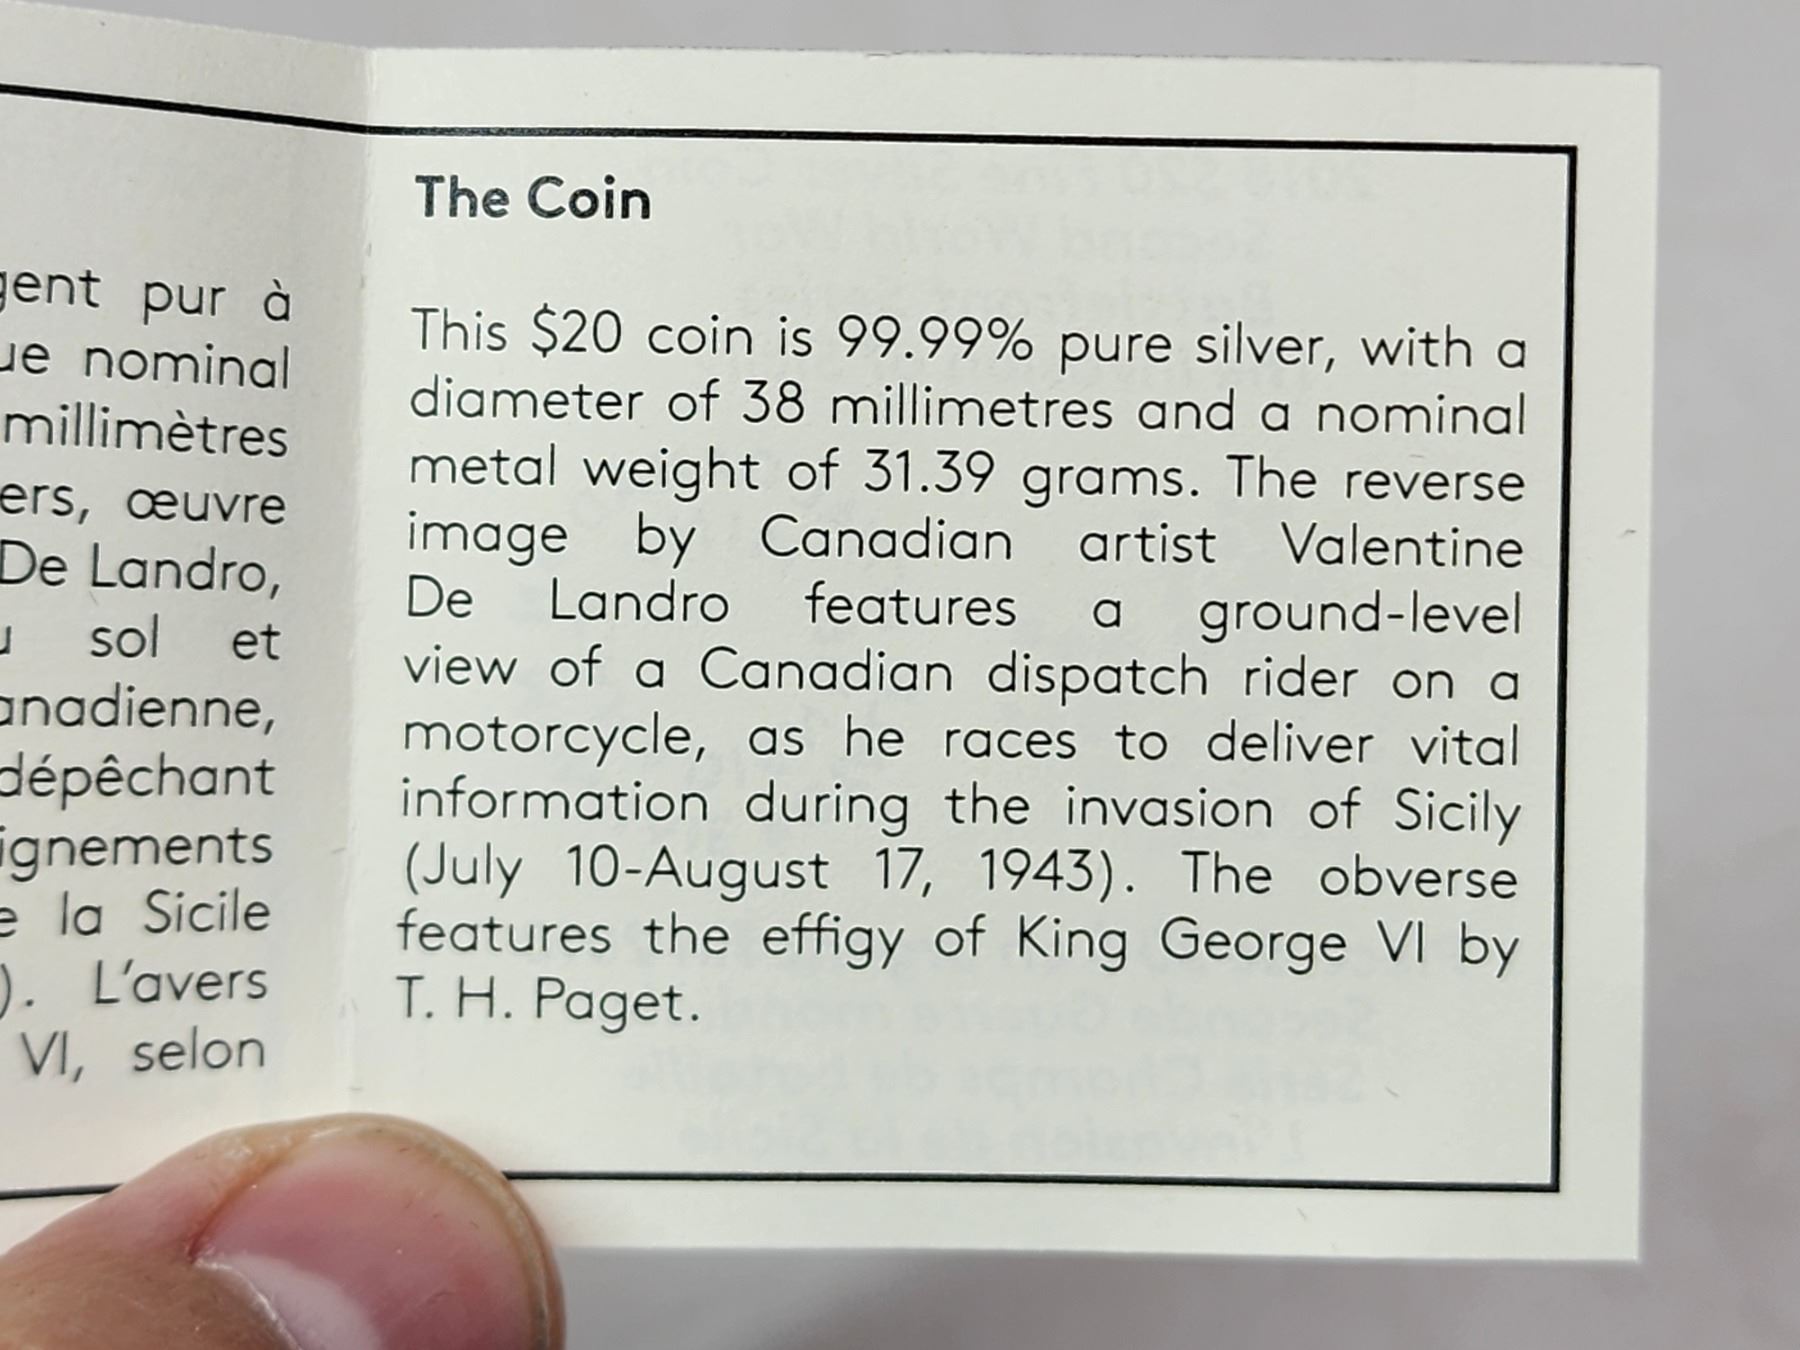 gent pur à
ue nominal
millimètres
ers, œuvre
De Landro,
sol et
anadienne,
dépêchant
ignements
e la Sicile
). L'avers
VI, selon
The Coin
This $20 coin is 99.99% pure silver, with a
diameter of 38 millimetres and a nominal
metal weight of 31.39 grams. The reverse
image by Canadian artist Valentine
De Landro features a ground-level
view of a Canadian dispatch rider on a
motorcycle, as he races to deliver vital
information during the invasion of Sicily
(July 10-August 17, 1943). The obverse
features the effigy of King George VI by
T. H. Paget.